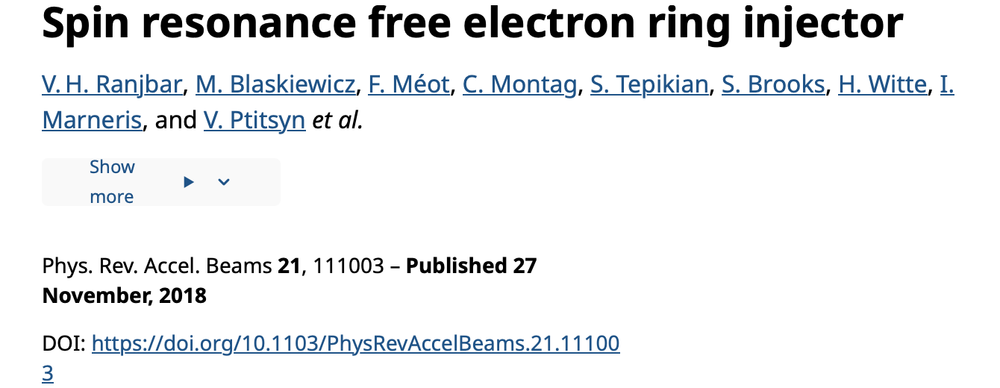 Spin resonance free electron ring injector
V. H. Ranjbar, M. Blaskiewicz, F. Méot, C. Montag, S. Tepikian, S. Brooks, H. Witte, I.
Marneris, and V. Ptitsyn et al.
Show
more
Phys. Rev. Accel. Beams 21, 111003 – Published 27
November, 2018
DOI: https://doi.org/10.1103/PhysRevAccelBeams.21.11100
3